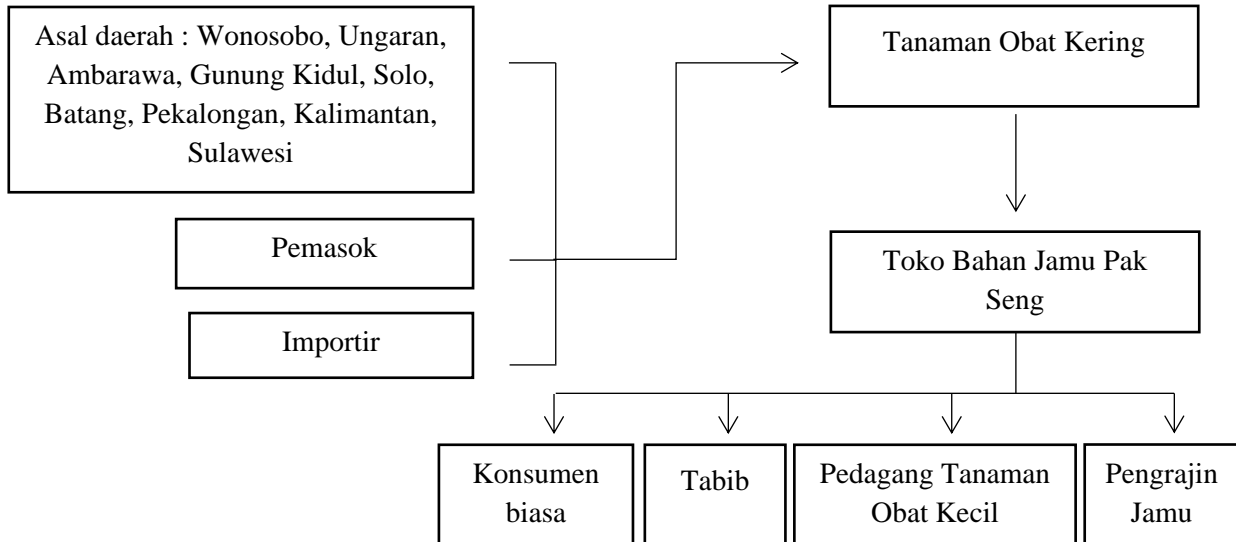 Asal daerah : Wonosobo, Ungaran,
Ambarawa, Gunung Kidul, Solo,
Batang, Pekalongan, Kalimantan,
Sulawesi
Tanaman Obat Kering
Pemasok
Toko Bahan Jamu Pak
Seng
Importir
Konsumen
biasa
Tabib
Pedagang Tanaman
Obat Kecil
Pengrajin
Jamu